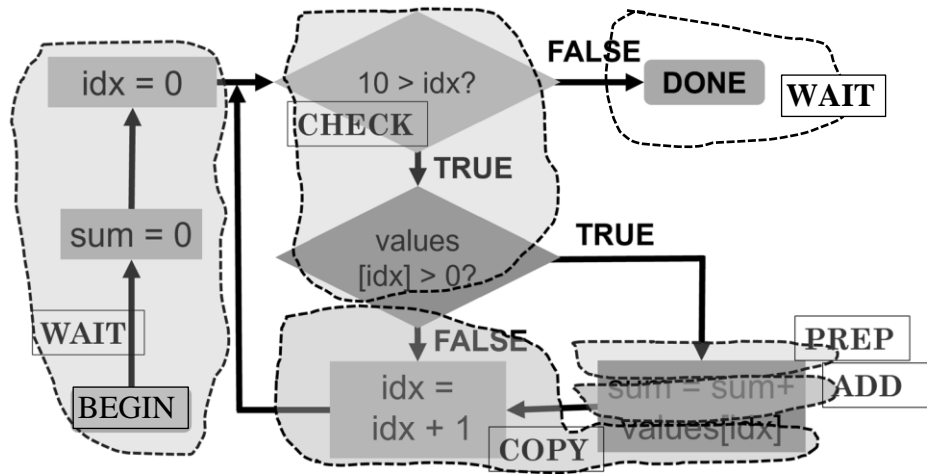 idx = 0
10 > idx?
FALSE
DONE
WAIT
CHECK
TRUE
sum = 0
values
[idx] > 0?
TRUE
WAIT
FALSE
PREP
BEGIN
idx =
idx + 1
sum = sum+
values[idx]
ADD
COPY